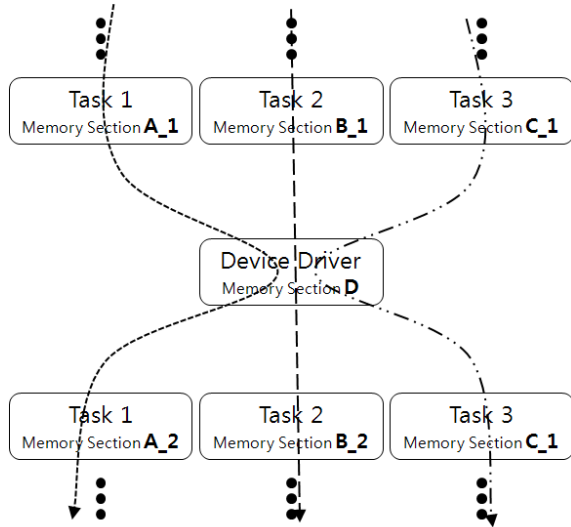 Task 1
Memory Section A_1
Task 2
Memory Section B_1
Task 3
Memory Section C_1
Device Driver
Memory Section D
Task 1
Memory Section A_2
Task 2
Memory Section B_2
Task 3
Memory Section C_1